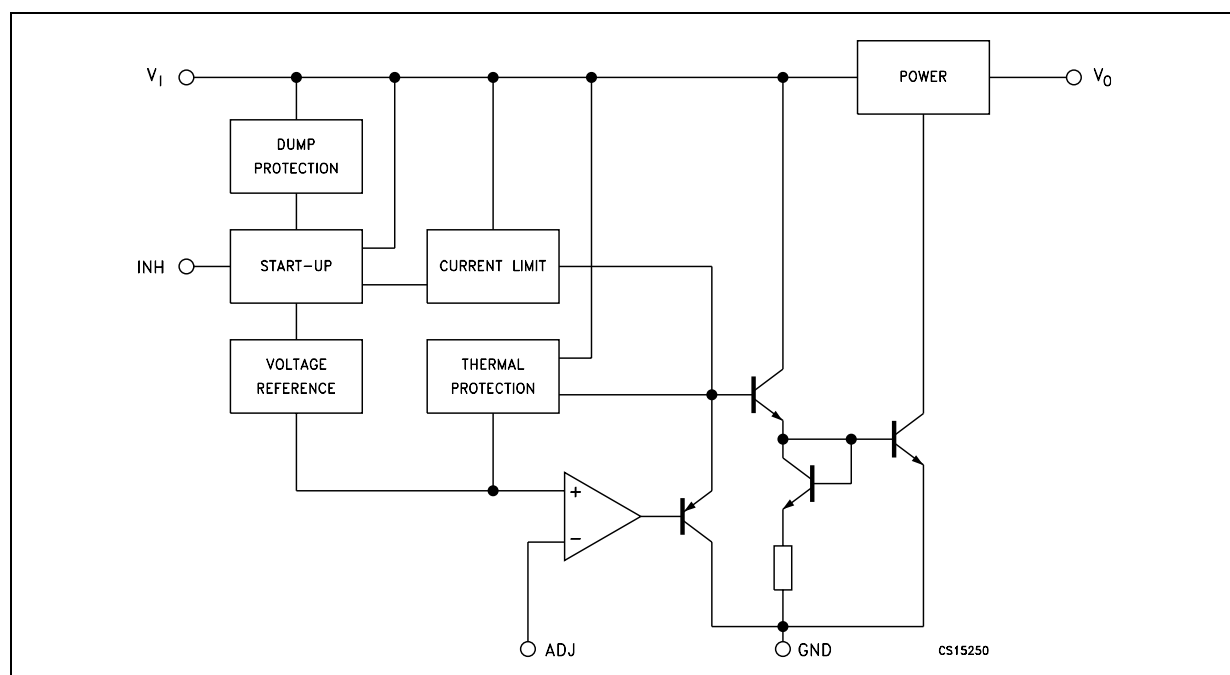 V_I
POWER
V_O
DUMP
PROTECTION
INH
START-UP
CURRENT LIMIT
VOLTAGE
REFERENCE
THERMAL
PROTECTION
+
−
ADJ
GND
CS15250